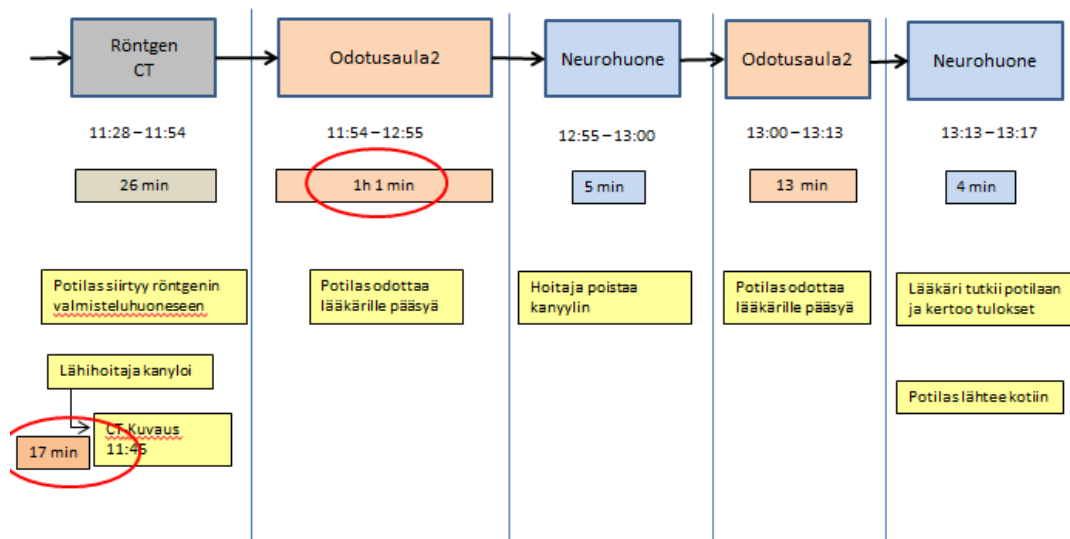 Röntgen
CT
Odotusaula2
Neurohuone
Odotusaula2
Neurohuone
11:28 – 11:54
11:54 – 12:55
12:55 – 13:00
13:00 – 13:13
13:13 – 13:17
26 min
1h 1 min
5 min
13 min
4 min
Potilas siirtyy röntgenin
valmisteluhuoneseen
Potilas odottaa
lääkärille pääsyä
Hoitaja poistaa
kanyylin
Potilas odottaa
lääkärille pääsyä
Lääkäri tutkii potilaan
ja kertoo tulokset
Lähihoitaja kanyloi
Potilas lähtee kotiin
CT Kuvaus
11:45
17 min